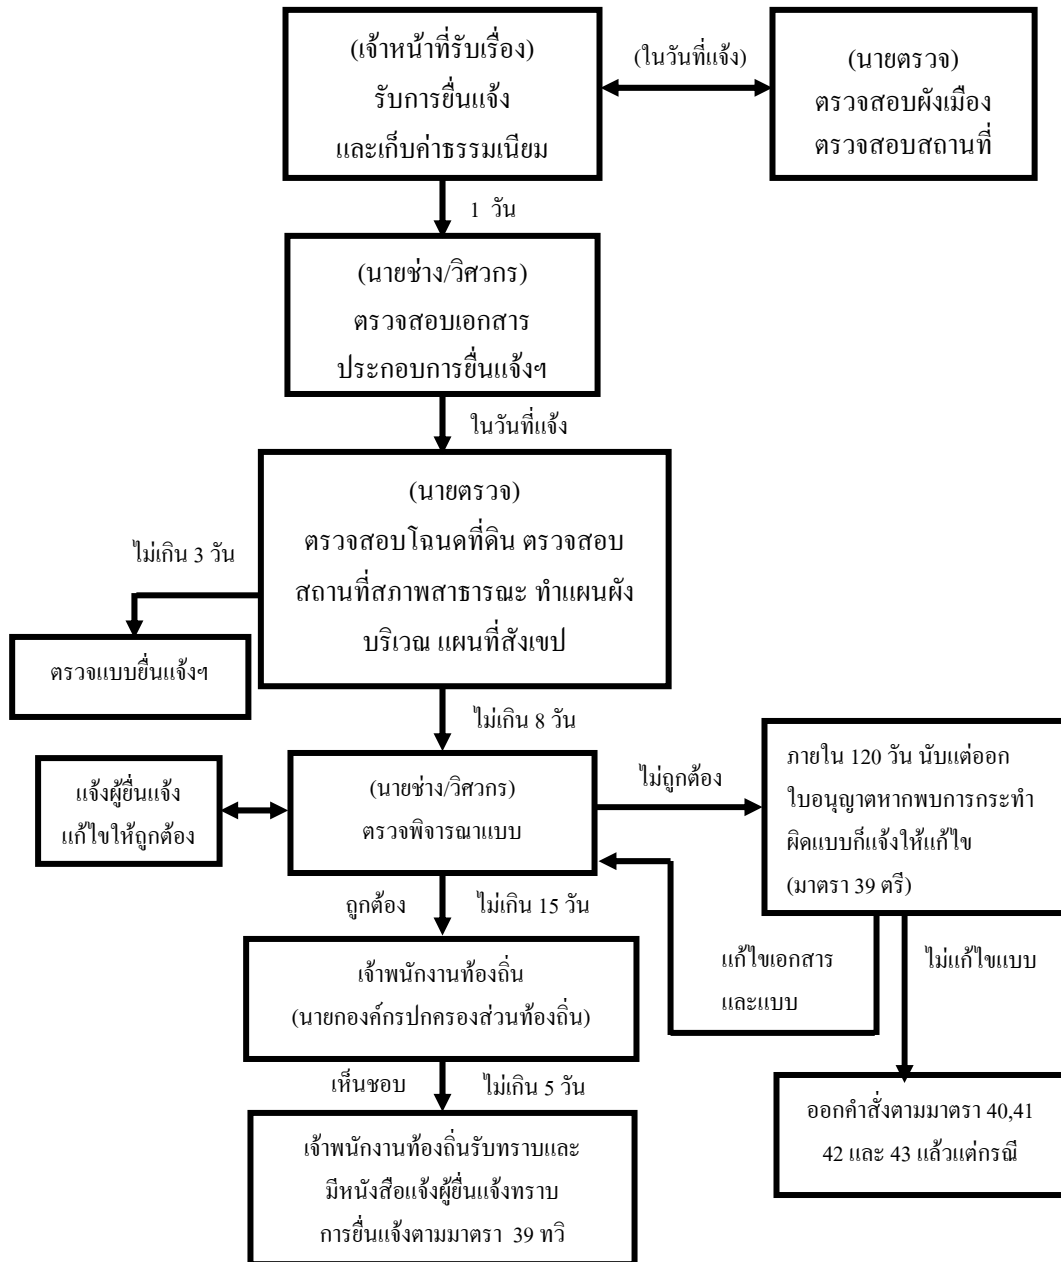 (เจ้าหน้าที่รับเรื่อง)
รับการยื่นแจ้ง
และเก็บค่าธรรมเนียม
(ในวันที่แจ้ง)
(นายตรวจ)
ตรวจสอบผังเมือง
ตรวจสอบสถานที่
1 วัน
(นายช่าง/วิศวกร)
ตรวจสอบเอกสาร
ประกอบการยื่นแจ้งฯ
ในวันที่แจ้ง
(นายตรวจ)
ตรวจสอบโฉนดที่ดิน ตรวจสอบ
สถานที่สภาพสาธารณะ ทำแผนผัง
บริเวณ แผนที่สังเขป
ไม่เกิน 3 วัน
ตรวจแบบยื่นแจ้งฯ
ไม่เกิน 8 วัน
แจ้งผู้ยื่นแจ้ง
แก้ไขให้ถูกต้อง
(นายช่าง/วิศวกร)
ตรวจพิจารณาแบบ
ไม่ถูกต้อง
ภายใน 120 วัน นับแต่ออก
ใบอนุญาตหากพบการกระทำ
ผิดแบบก็แจ้งให้แก้ไข
(มาตรา 39 ตรี)
ถูกต้อง
ไม่เกิน 15 วัน
แก้ไขเอกสาร
และแบบ
ไม่แก้ไขแบบ
เจ้าพนักงานท้องถิ่น
(นายกองค์กรปกครองส่วนท้องถิ่น)
เห็นชอบ
ไม่เกิน 5 วัน
ออกคำสั่งตามมาตรา 40,41
42 และ 43 แล้วแต่กรณี
เจ้าพนักงานท้องถิ่นรับทราบและ
มีหนังสือแจ้งผู้ยื่นแจ้งทราบ
การยื่นแจ้งตามมาตรา 39 ทวิ